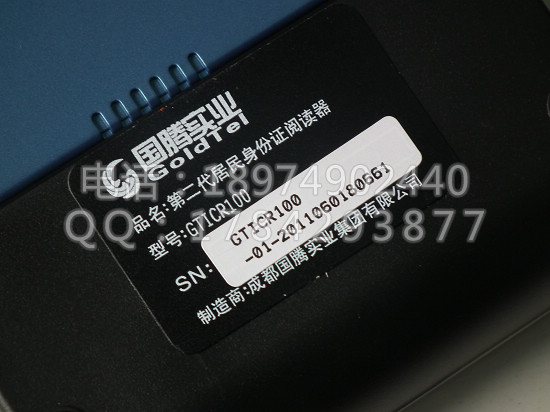 国腾实业
GoldTel
品名:第二代居民身份证阅读器
型号:GTICR100
SN:
GTICR100
-01-2011050180661
制造商:成都国腾实业集团有限公司
电话:
QQ: